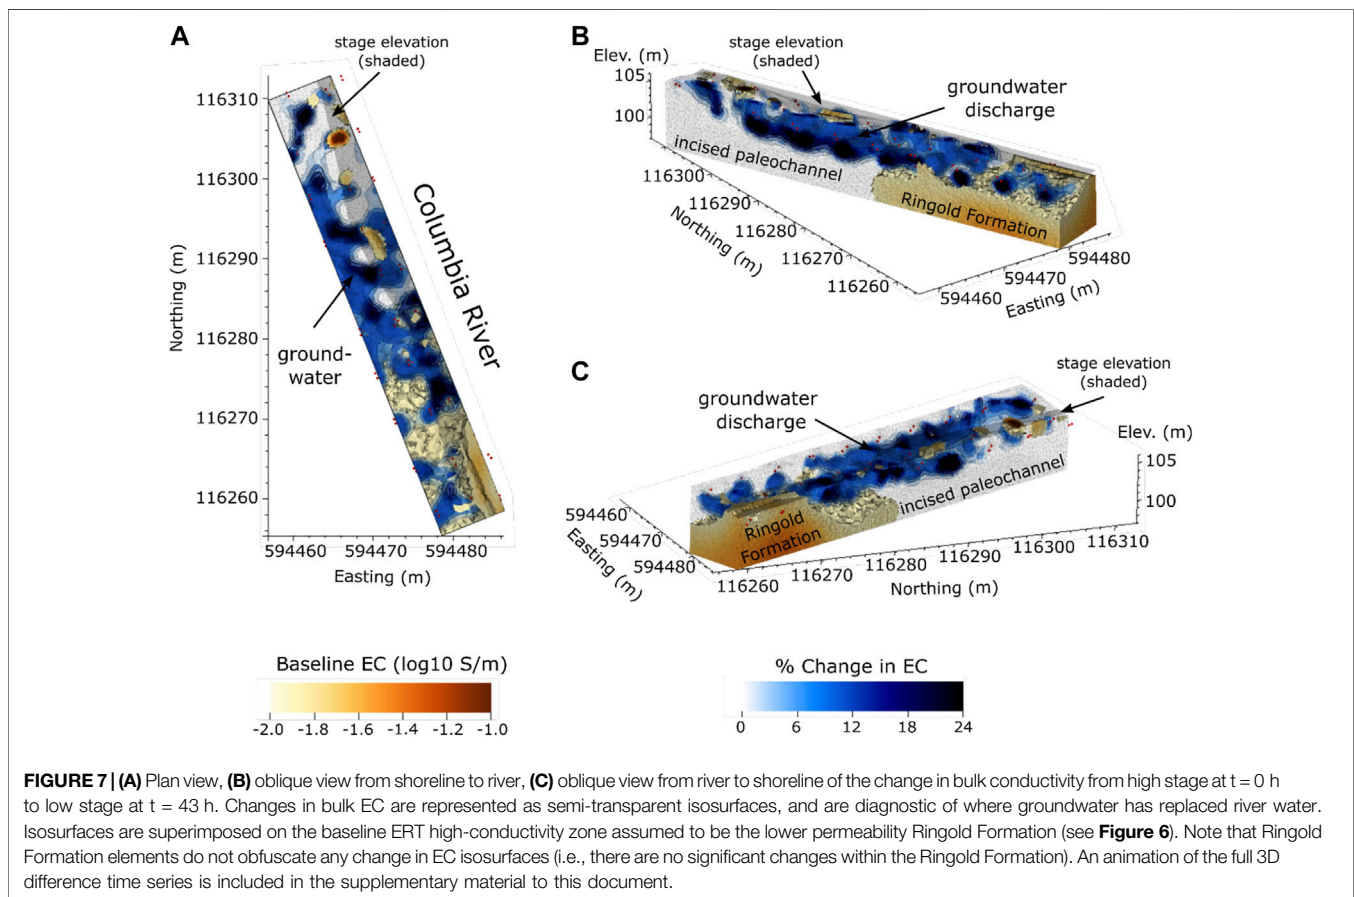 A
stage elevation
(shaded)
116310
116300
116290
116280
116270
116260
Northing (m)
Columbia River
ground-
water
594460 594470 594480
Easting (m)
B
Elev. (m)
105
100
stage elevation
(shaded)
groundwater
discharge
incised paleochannel
Ringold Formation
116300
116290
116280
116270
116260
Northing (m)
594480
594470
594460
Easting (m)
C
stage elevation
(shaded)
groundwater
discharge
Elev. (m)
105
100
incised paleochannel
Ringold
Formation
594460
594470
594480
Easting (m)
116260 116270 116280 116290 116300 116310
Northing (m)
Baseline EC (log10 S/m)
-2.0 -1.8 -1.6 -1.4 -1.2 -1.0
% Change in EC
0 6 12 18 24
FIGURE 7 | (A) Plan view, (B) oblique view from shoreline to river, (C) oblique view from river to shoreline of the change in bulk conductivity from high stage at t = 0 h
to low stage at t = 43 h. Changes in bulk EC are represented as semi-transparent isosurfaces, and are diagnostic of where groundwater has replaced river water.
Isosurfaces are superimposed on the baseline ERT high-conductivity zone assumed to be the lower permeability Ringold Formation (see Figure 6). Note that Ringold
Formation elements do not obfuscate any change in EC isosurfaces (i.e., there are no significant changes within the Ringold Formation). An animation of the full 3D
difference time series is included in the supplementary material to this document.